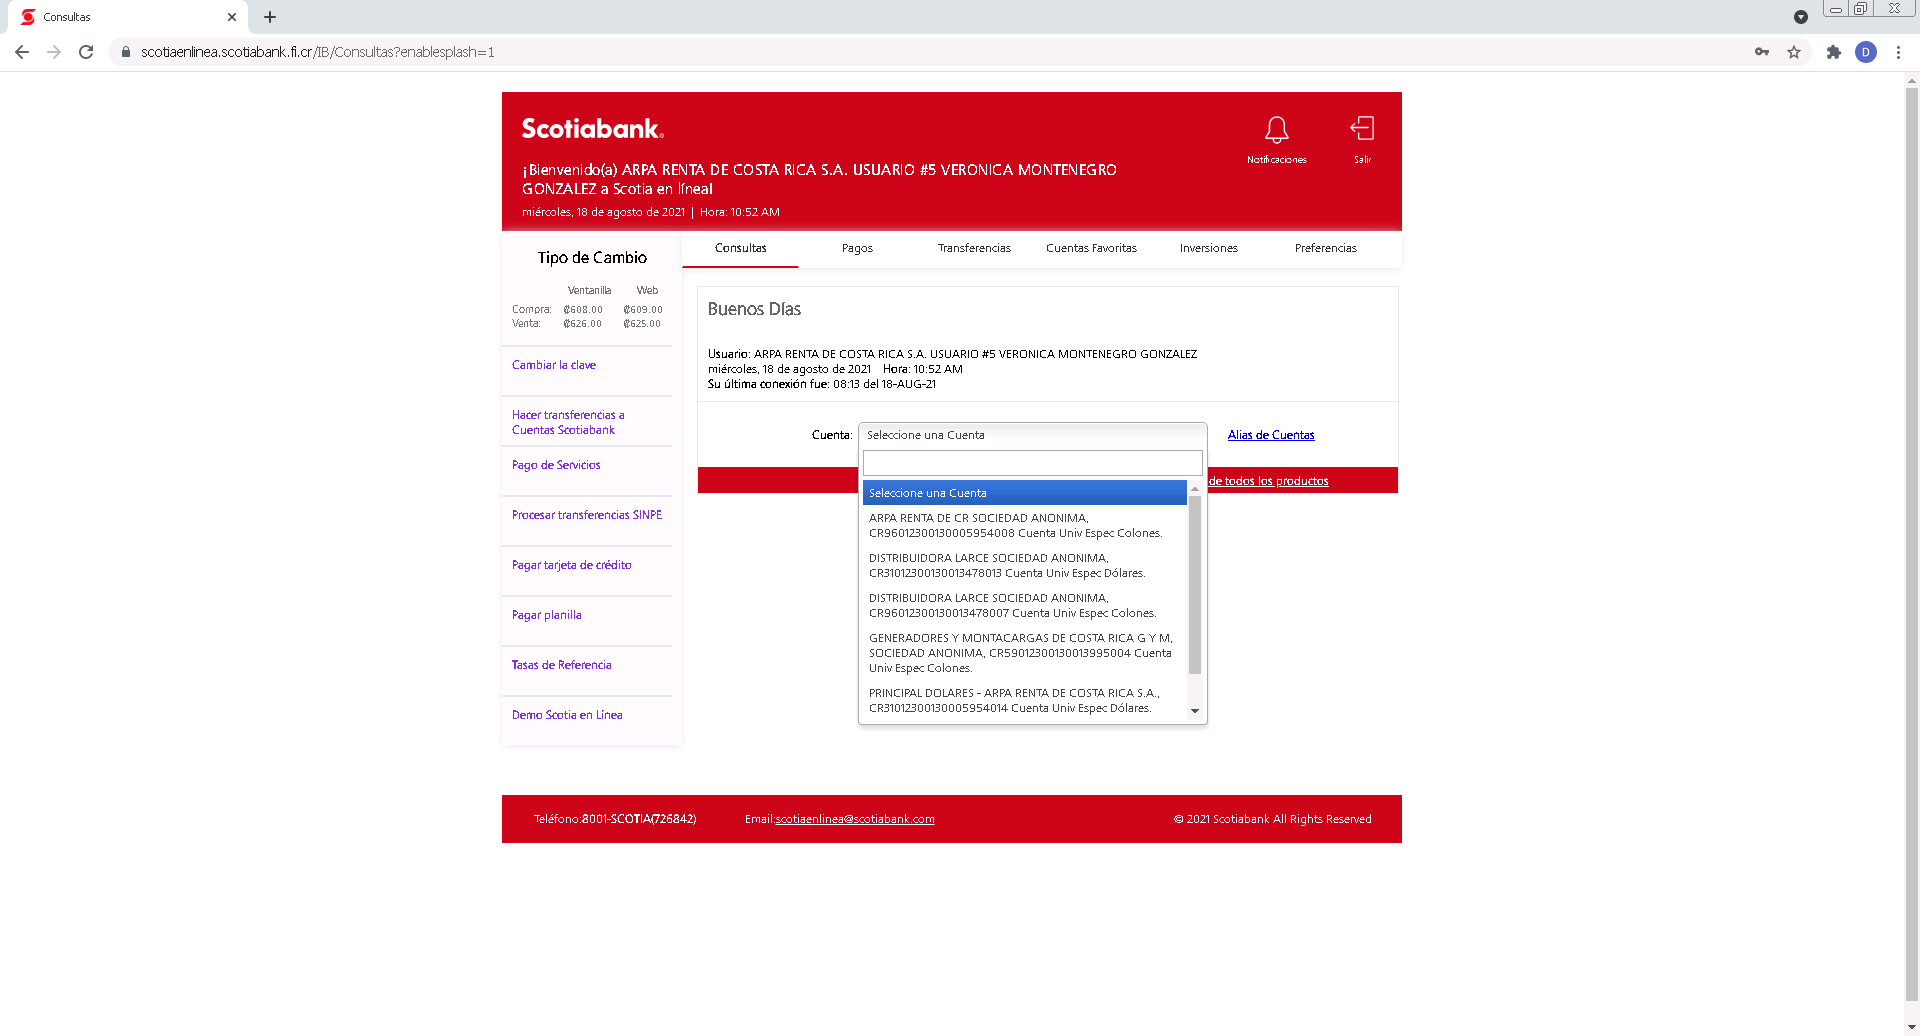 Consultas
scotiaenlinea.scotiabank.fi.cr/IB/Consultas?enablesplash=1
D
Scotiabank®
Notificaciones
Salir
¡Bienvenido(a) ARPA RENTA DE COSTA RICA S.A. USUARIO #5 VERONICA MONTENEGRO
GONZALEZ a Scotia en línea!
miércoles, 18 de agosto de 2021 | Hora: 10:52 AM
Tipo de Cambio
Ventanilla Web
Compra: ₡608.00 ₡609.00
Venta: ₡626.00 ₡625.00
Cambiar la clave
Hacer transferencias a
Cuentas Scotiabank
Pago de Servicios
Procesar transferencias SINPE
Pagar tarjeta de crédito
Pagar planilla
Tasas de Referencia
Demo Scotia en Línea
Consultas Pagos Transferencias Cuentas Favoritas Inversiones Preferencias
Buenos Días
Usuario: ARPA RENTA DE COSTA RICA S.A. USUARIO #5 VERONICA MONTENEGRO GONZALEZ
miércoles, 18 de agosto de 2021 Hora: 10:52 AM
Su última conexión fue: 08:13 del 18-AUG-21
Cuenta: Seleccione una Cuenta Alias de Cuentas
de todos los productos
Seleccione una Cuenta
ARPA RENTA DE CR SOCIEDAD ANONIMA,
CR96012300130005954008 Cuenta Univ Espec Colones.
DISTRIBUIDORA LARCE SOCIEDAD ANONIMA,
CR31012300130013478013 Cuenta Univ Espec Dólares.
DISTRIBUIDORA LARCE SOCIEDAD ANONIMA,
CR96012300130013478007 Cuenta Univ Espec Colones.
GENERADORES Y MONTACARGAS DE COSTA RICA G Y M,
SOCIEDAD ANONIMA, CR59012300130013995004 Cuenta
Univ Espec Colones.
PRINCIPAL DOLARES - ARPA RENTA DE COSTA RICA S.A.,
CR31012300130005954014 Cuenta Univ Espec Dólares.
Teléfono:8001-SCOTIA(726842) Email:scotiaenlinea@scotiabank.com © 2021 Scotiabank All Rights Reserved